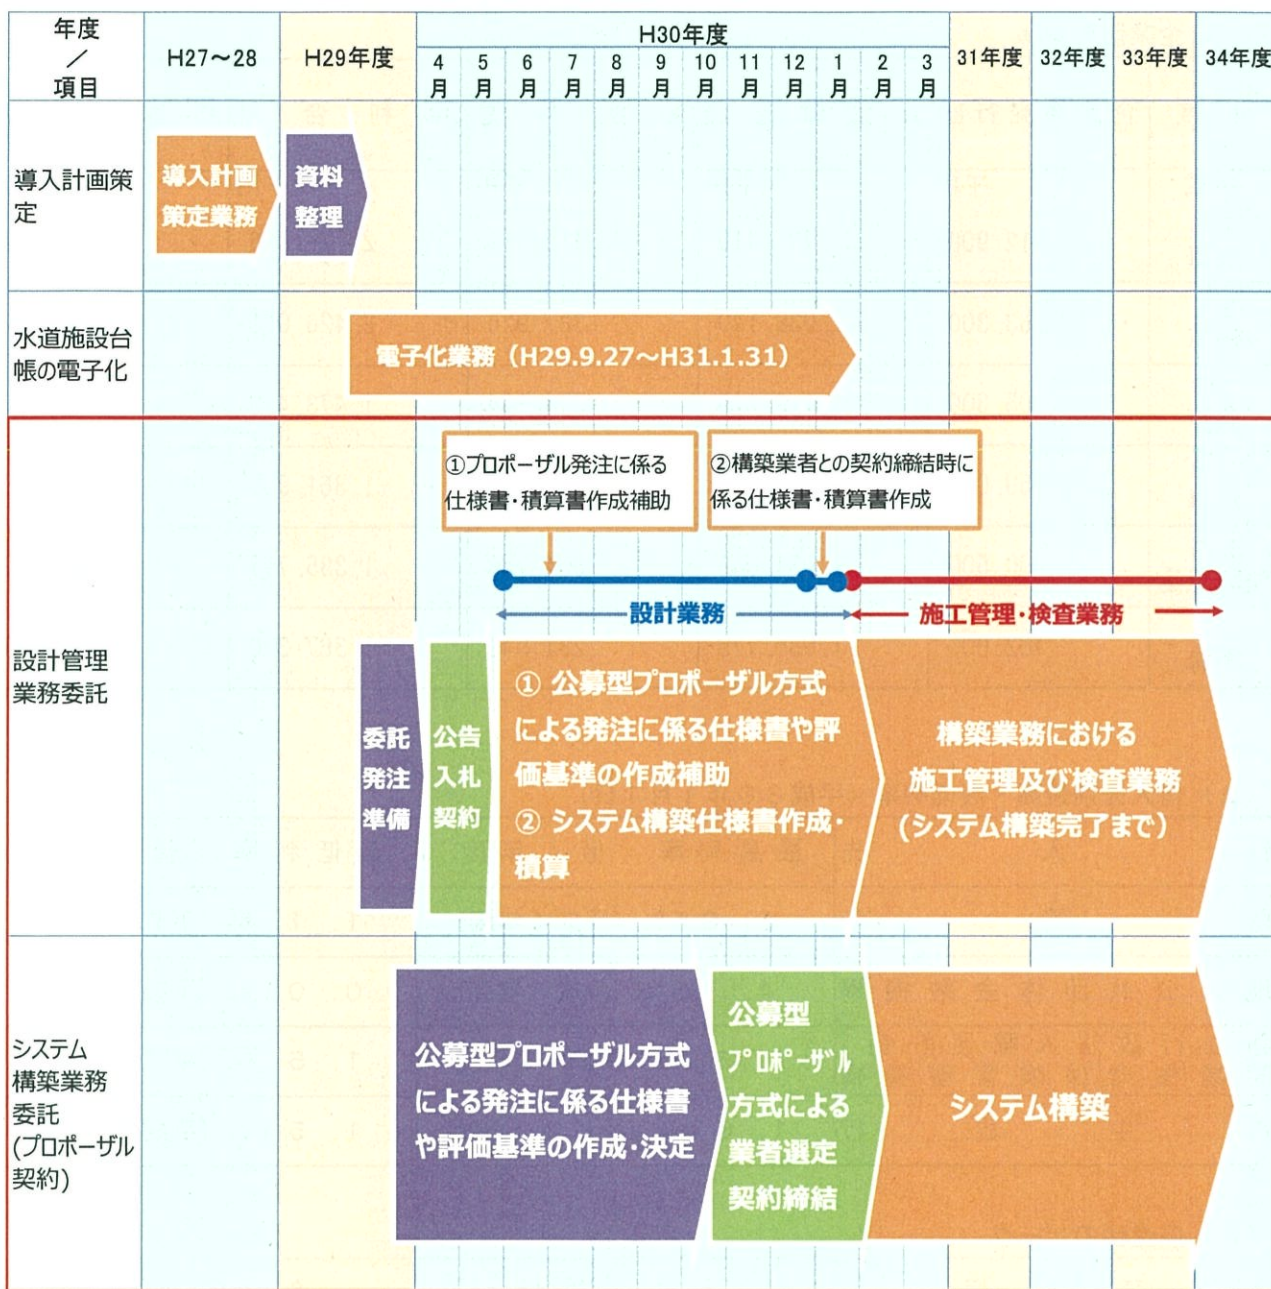 年度
／
項目
H27～28
H29年度
H30年度
4月
5月
6月
7月
8月
9月
10月
11月
12月
1月
2月
3月
31年度
32年度
33年度
34年度
導入計画策
定
導入計画
策定業務
資料
整理
水道施設台
帳の電子化
電子化業務（H29.9.27～H31.1.31）
設計管理
業務委託
①プロポーザル発注に係る
仕様書・積算書作成補助
②構築業者との契約締結時に
係る仕様書・積算書作成
設計業務
施工管理・検査業務
委託
発注
準備
公告
入札
契約
① 公募型プロポーザル方式
による発注に係る仕様書や評
価基準の作成補助
② システム構築仕様書作成・
積算
構築業務における
施工管理及び検査業務
(システム構築完了まで）
システム
構築業務
委託
(プロポーザル
契約)
公募型プロポーザル方式
による発注に係る仕様書
や評価基準の作成・決定
公募型
ﾌﾟﾛﾎﾟｰｻﾞﾙ
方式による
業者選定
契約締結
システム構築